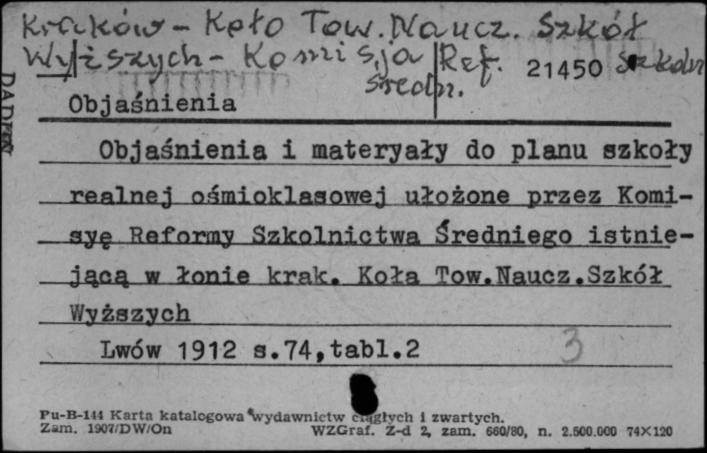 Kraków - Koło Tow. Naucz. Szkół
Wyższych - Komisja Ref. Szkoln
średn.
21450
Objaśnienia
Objaśnienia i materyały do planu szkoły
realnej ośmioklasowej ułożone przez Komi-
syę Reformy Szkolnictwa Średniego istnie-
jącą w łonie krak. Koła Tow.Naucz.Szkół
Wyższych
Lwów 1912 s.74,tabl.2
3
Pu-B-144 Karta katalogowa wydawnictw ciągłych i zwartych.
Zam. 1907/DW/On WZGraf. Z-d 2, zam. 660/80, n. 2.500.000 74×120